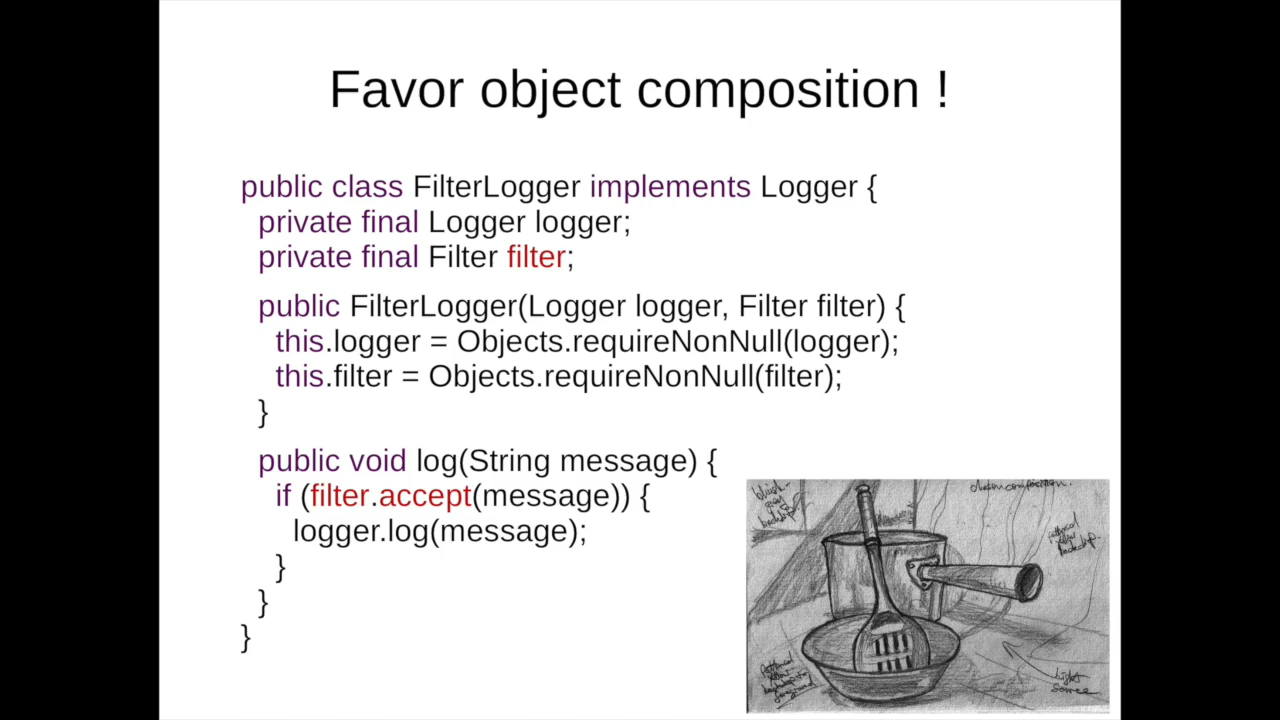 Favor object composition !
public class FilterLogger implements Logger {
private final Logger logger;
private final Filter filter;
public FilterLogger(Logger logger, Filter filter) {
this.logger = Objects.requireNonNull(logger);
this.filter = Objects.requireNonNull(filter);
}
public void log(String message) {
if (filter.accept(message)) {
logger.log(message);
}
}
}
light
source